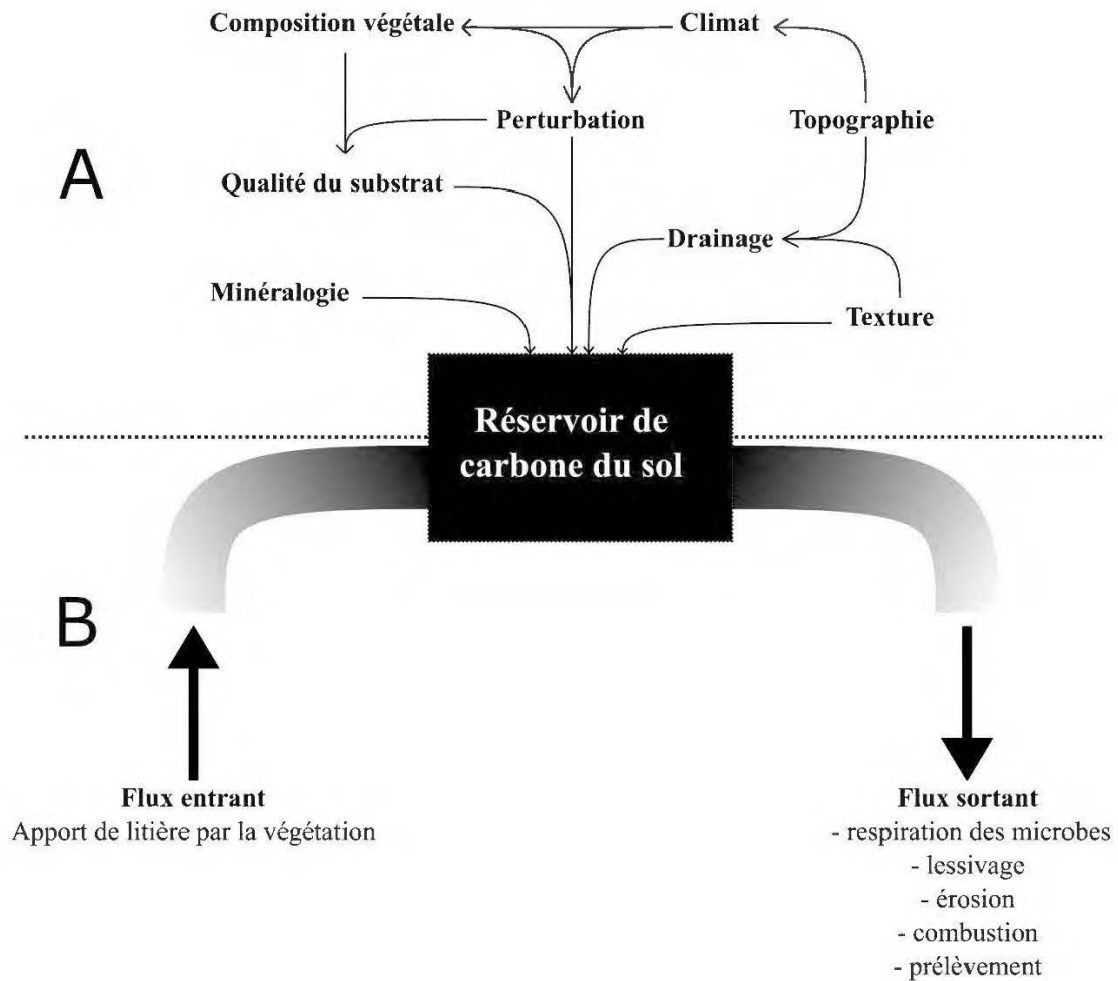 Composition végétale
Climat
Perturbation
Topographie
A
Qualité du substrat
Drainage
Minéralogie
Texture
Réservoir de
carbone du sol
B
Flux entrant
Apport de litière par la végétation
Flux sortant
- respiration des microbes
- lessivage
- érosion
- combustion
- prélèvement